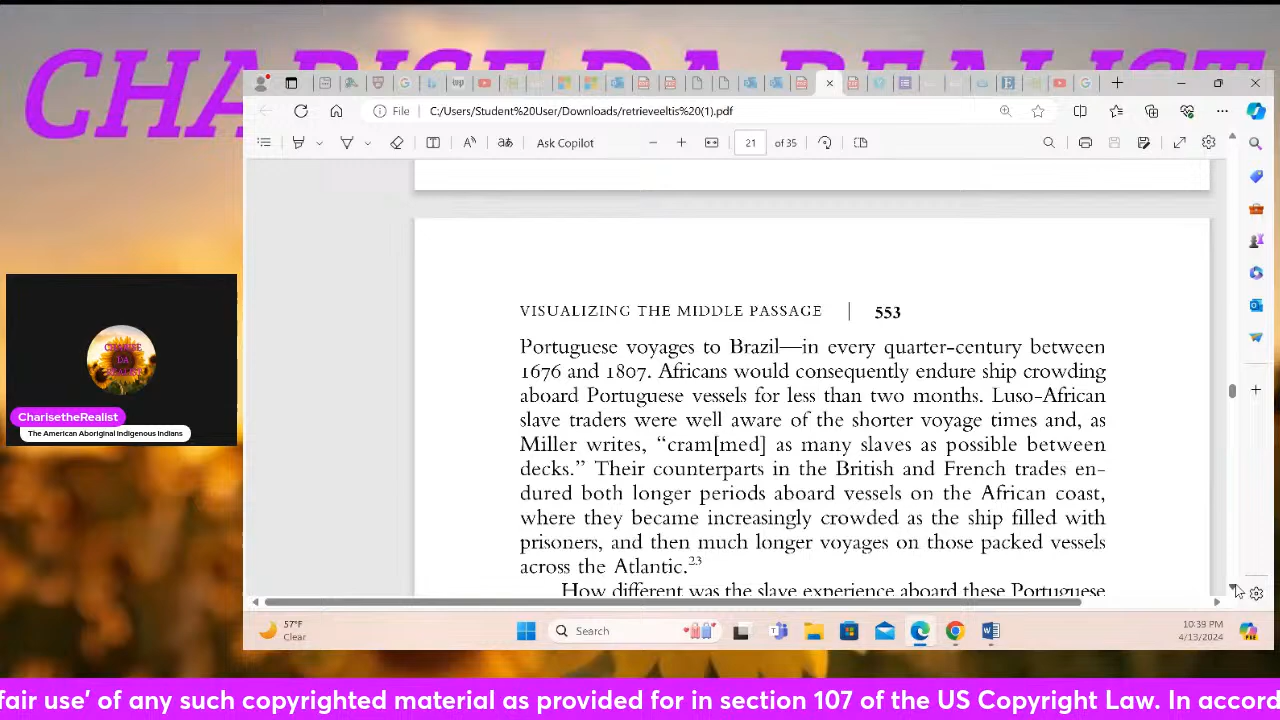 CHARISE DA REALIST
File
C:/Users/Student%20User/Downloads/retrieveeltis%20(1).pdf
Ask Copilot
21
of 35
VISUALIZING THE MIDDLE PASSAGE | 553
Portuguese voyages to Brazil—in every quarter-century between
1676 and 1807. Africans would consequently endure ship crowding
aboard Portuguese vessels for less than two months. Luso-African
slave traders were well aware of the shorter voyage times and, as
Miller writes, “cram[med] as many slaves as possible between
decks.” Their counterparts in the British and French trades en-
dured both longer periods aboard vessels on the African coast,
where they became increasingly crowded as the ship filled with
prisoners, and then much longer voyages on those packed vessels
across the Atlantic.23
How different was the slave experience aboard these Portuguese
CHARISE
DA
REALIST
CharisetheRealist
The American Aboriginal Indigenous Indians
57°F
Clear
Search
10:39 PM
4/13/2024
fair use' of any such copyrighted material as provided for in section 107 of the US Copyright Law. In accord